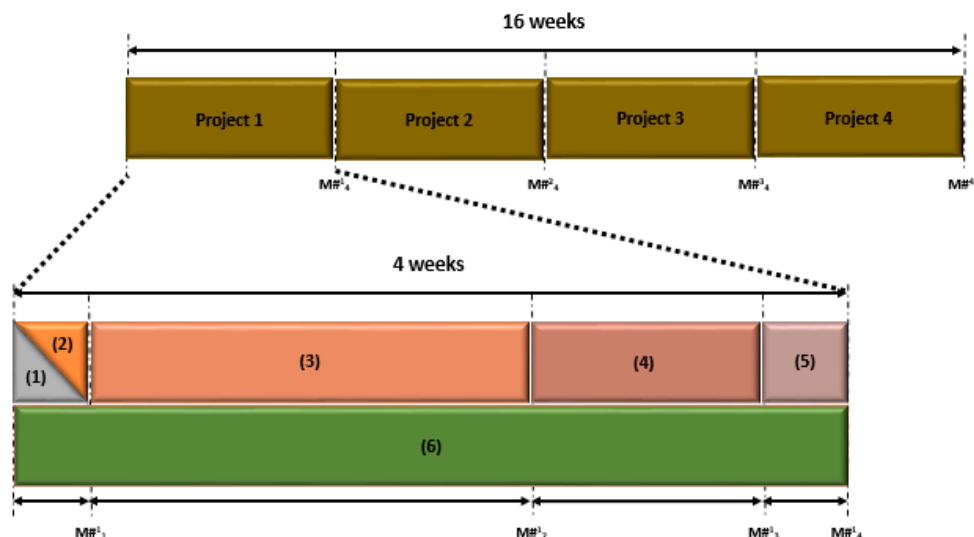 16 weeks
Project 1
Project 2
Project 3
Project 4
M#¹₄
M#²₄
M#³₄
M#⁴
4 weeks
(1)
(2)
(3)
(4)
(5)
(6)
M#¹₁
M#¹₂
M#¹₃
M#¹₄